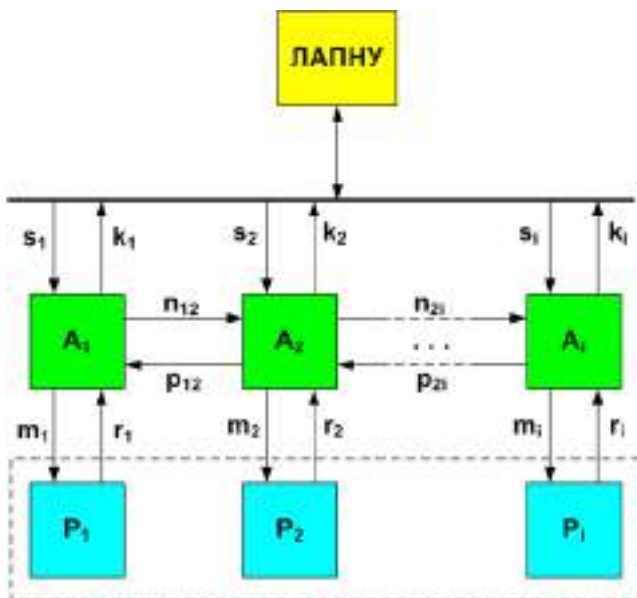 ЛАПНУ
s₁ k₁ s₂ k₂ sᵢ kᵢ
n₁₂ n₂ᵢ
A₁ A₂ . . . Aᵢ
p₁₂ p₂ᵢ
m₁ r₁ m₂ r₂ mᵢ rᵢ
P₁ P₂ Pᵢ